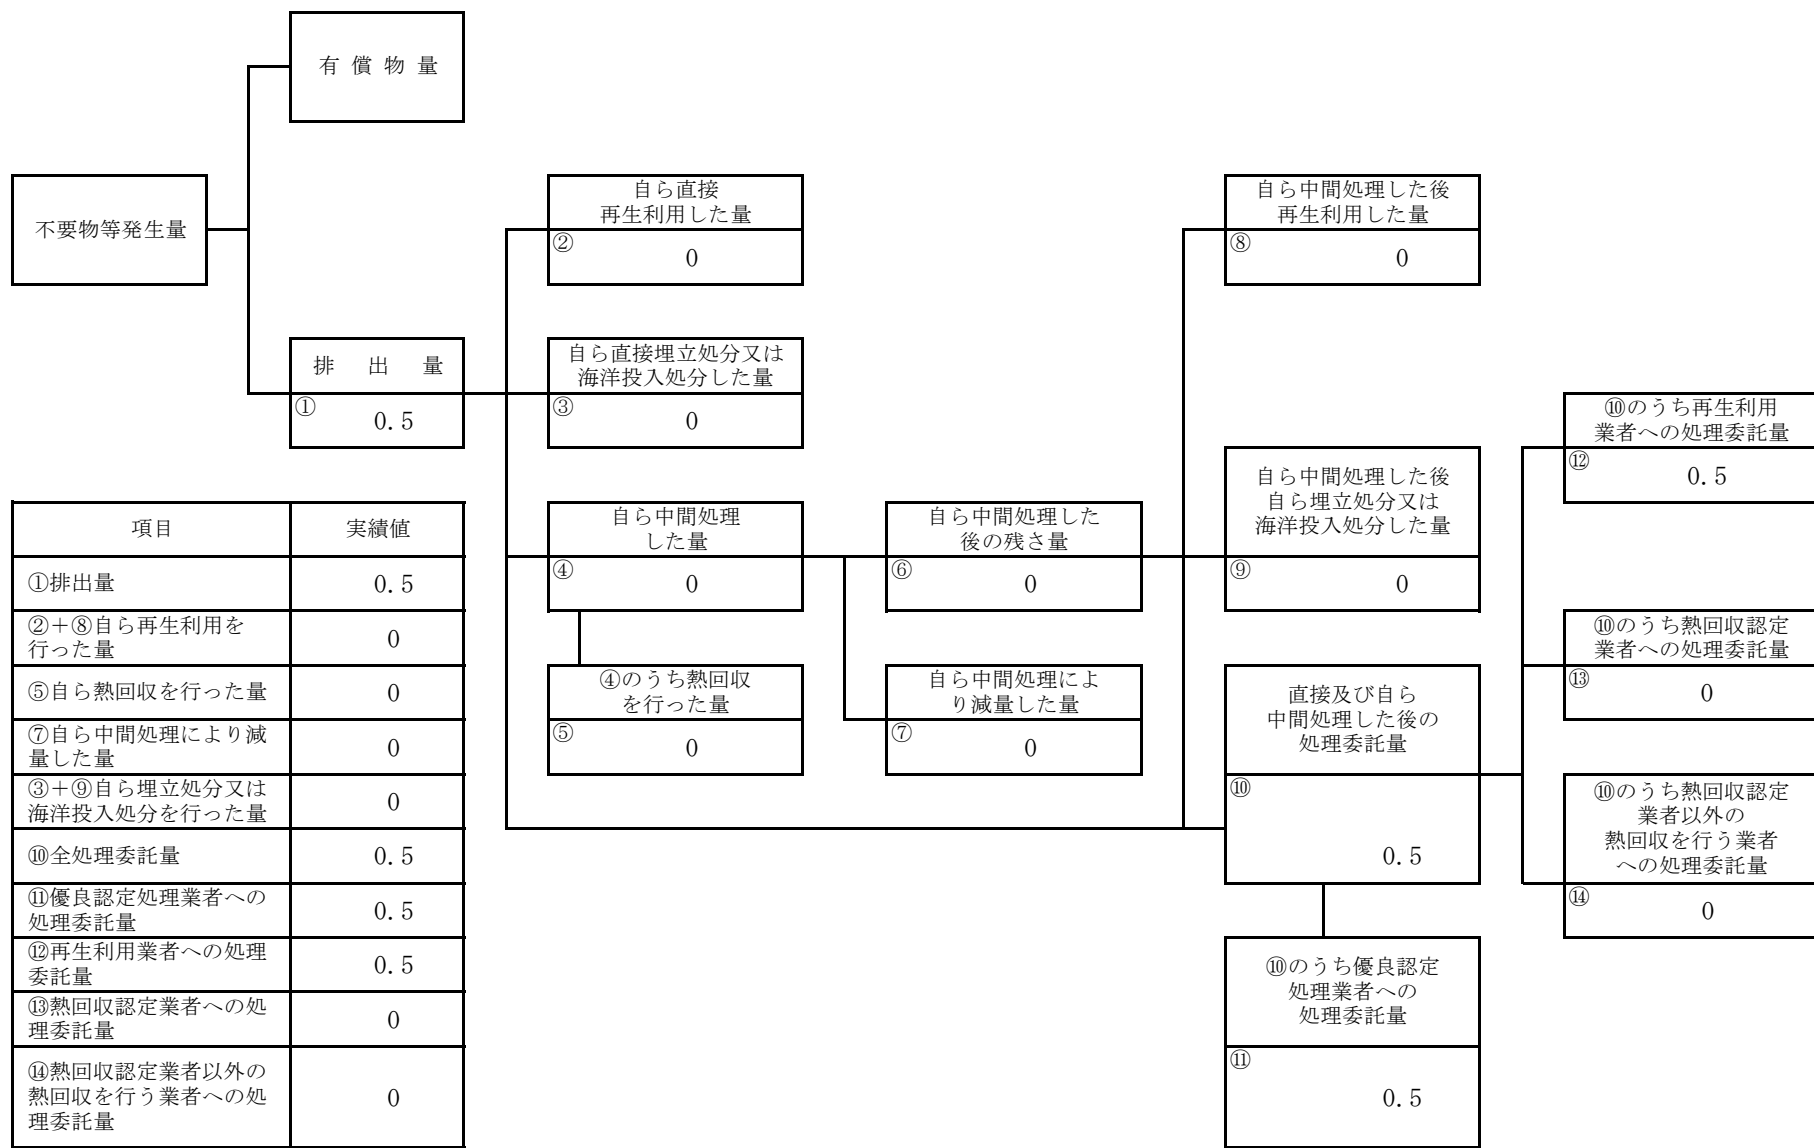 有 償 物 量
不要物等発生量
自ら直接
再生利用した量
②
0
自ら中間処理した後
再生利用した量
⑧
0
排 出 量
①
0.5
自ら直接埋立処分又は
海洋投入処分した量
③
0
⑩のうち再生利用
業者への処理委託量
⑫
0.5
自ら中間処理した後
自ら埋立処分又は
海洋投入処分した量
⑨
0
自ら中間処理
した量
④
0
自ら中間処理した
後の残さ量
⑥
0
④のうち熱回収
を行った量
⑤
0
自ら中間処理によ
り減量した量
⑦
0
直接及び自ら
中間処理した後の
処理委託量
⑩
0.5
⑩のうち熱回収認定
業者への処理委託量
⑬
0
⑩のうち熱回収認定
業者以外の
熱回収を行う業者
への処理委託量
⑭
0
⑩のうち優良認定
処理業者への
処理委託量
⑪
0.5
項目 実績値
①排出量 0.5
②+⑧自ら再生利用を
行った量 0
⑤自ら熱回収を行った量 0
⑦自ら中間処理により減
量した量 0
③+⑨自ら埋立処分又は
海洋投入処分を行った量 0
⑩全処理委託量 0.5
⑪優良認定処理業者への
処理委託量 0.5
⑫再生利用業者への処理
委託量 0.5
⑬熱回収認定業者への処
理委託量 0
⑭熱回収認定業者以外の
熱回収を行う業者への処
理委託量 0